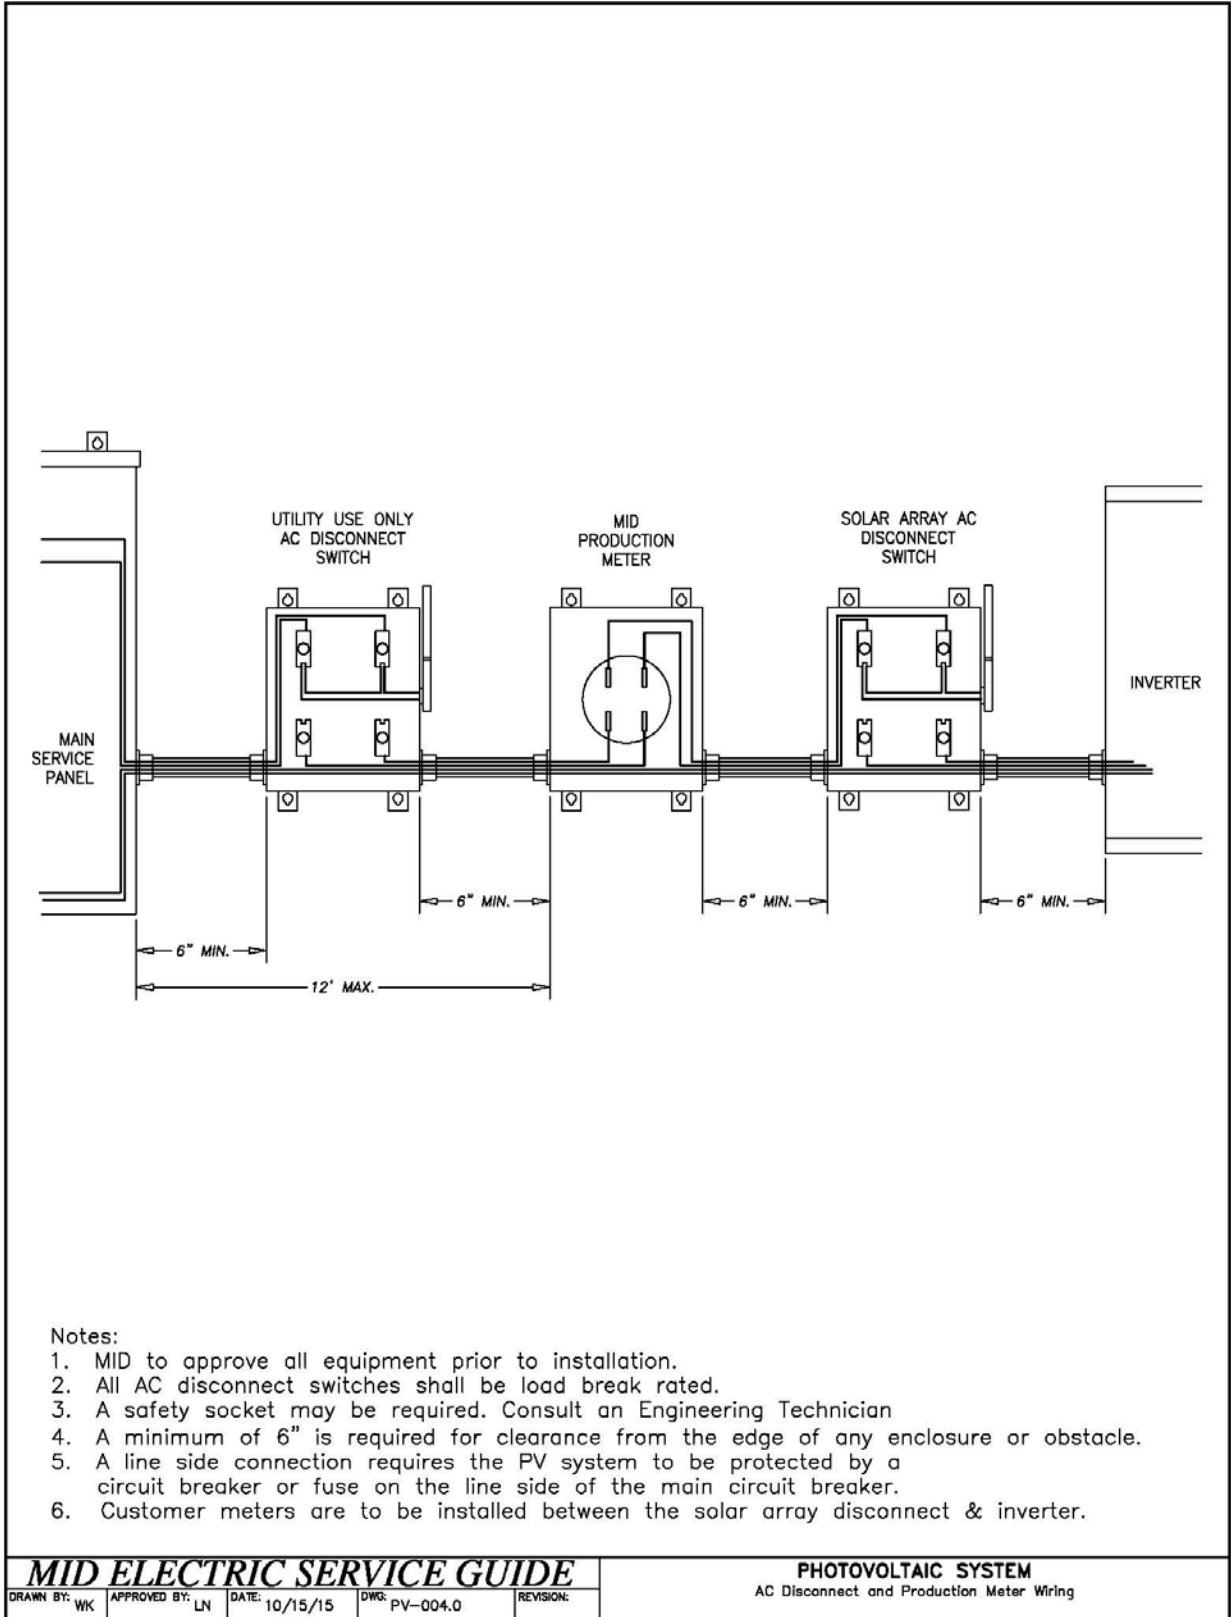 UTILITY USE ONLY
AC DISCONNECT
SWITCH
MID
PRODUCTION
METER
SOLAR ARRAY AC
DISCONNECT
SWITCH
INVERTER
MAIN
SERVICE
PANEL
6" MIN.
6" MIN.
6" MIN.
6" MIN.
12' MAX.
Notes:
1. MID to approve all equipment prior to installation.
2. All AC disconnect switches shall be load break rated.
3. A safety socket may be required. Consult an Engineering Technician
4. A minimum of 6" is required for clearance from the edge of any enclosure or obstacle.
5. A line side connection requires the PV system to be protected by a
circuit breaker or fuse on the line side of the main circuit breaker.
6. Customer meters are to be installed between the solar array disconnect & inverter.
MID ELECTRIC SERVICE GUIDE
DRAWN BY: WK APPROVED BY: LN DATE: 10/15/15 DWG: PV-004.0 REVISION:
PHOTOVOLTAIC SYSTEM
AC Disconnect and Production Meter Wiring